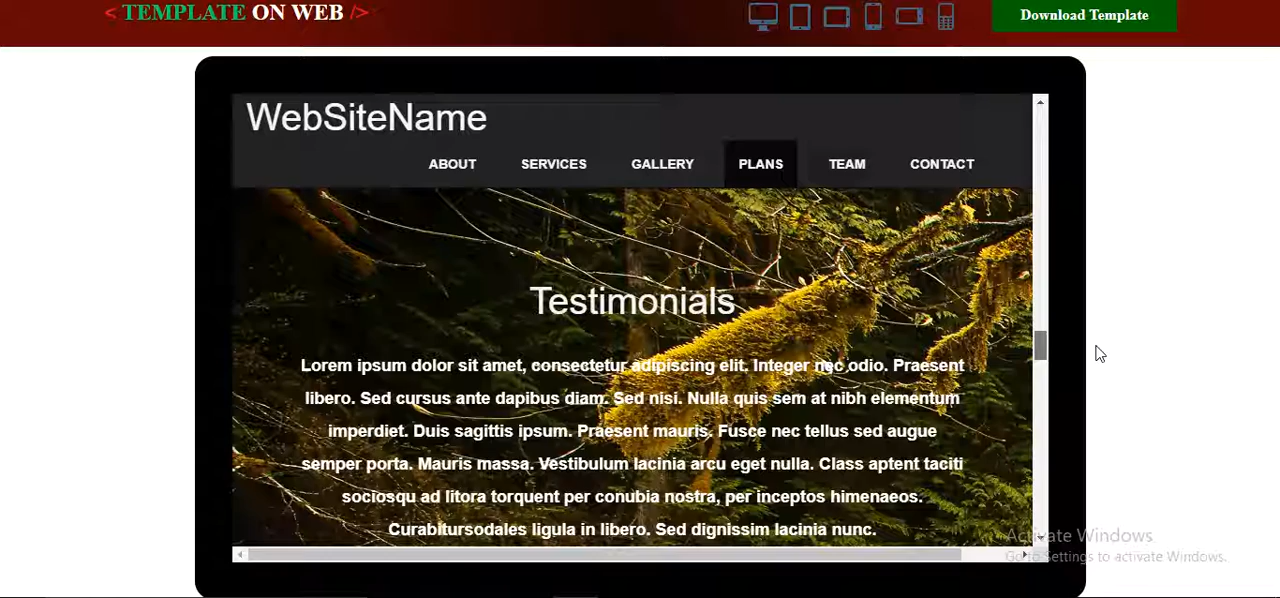 < TEMPLATE ON WEB />
Download Template
WebSiteName
ABOUT SERVICES GALLERY PLANS TEAM CONTACT
Testimonials
Lorem ipsum dolor sit amet, consectetur adipiscing elit. Integer nec odio. Praesent
libero. Sed cursus ante dapibus diam. Sed nisi. Nulla quis sem at nibh elementum
imperdiet. Duis sagittis ipsum. Praesent mauris. Fusce nec tellus sed augue
semper porta. Mauris massa. Vestibulum lacinia arcu eget nulla. Class aptent taciti
sociosqu ad litora torquent per conubia nostra, per inceptos himenaeos.
Curabitursodales ligula in libero. Sed dignissim lacinia nunc.
Activate Windows
Go to Settings to activate Windows.